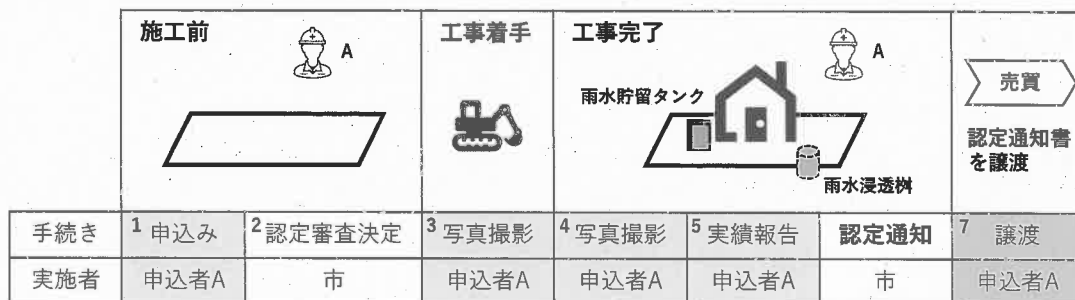 施工前
A
工事着手
工事完了
A
雨水貯留タンク
雨水浸透桝
売買
認定通知書
を譲渡
手続き 1 申込み 2 認定審査決定 3 写真撮影 4 写真撮影 5 実績報告 認定通知 7 譲渡
実施者 申込者A 市 申込者A 申込者A 申込者A 市 申込者A